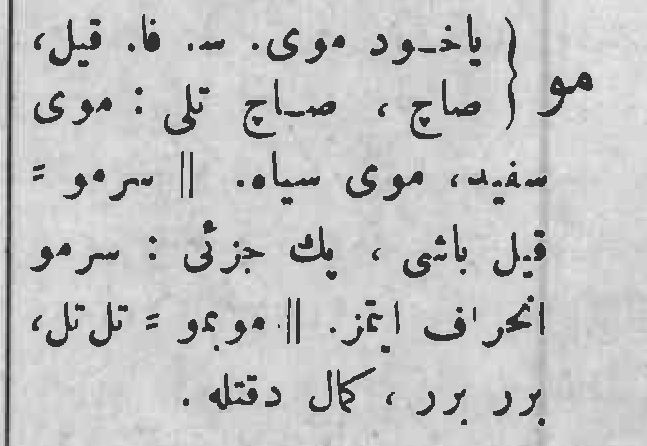 مو { یاخود موی. س. فا. قیل،
صاچ ، صاچ تلی : موی
سفید، موی سیاه. || سرمو =
قیل باشی ، پك جزئی : سرمو
انحراف ایتمز. || موبمو = تل تل،
برر برر ، كمال دقتله .